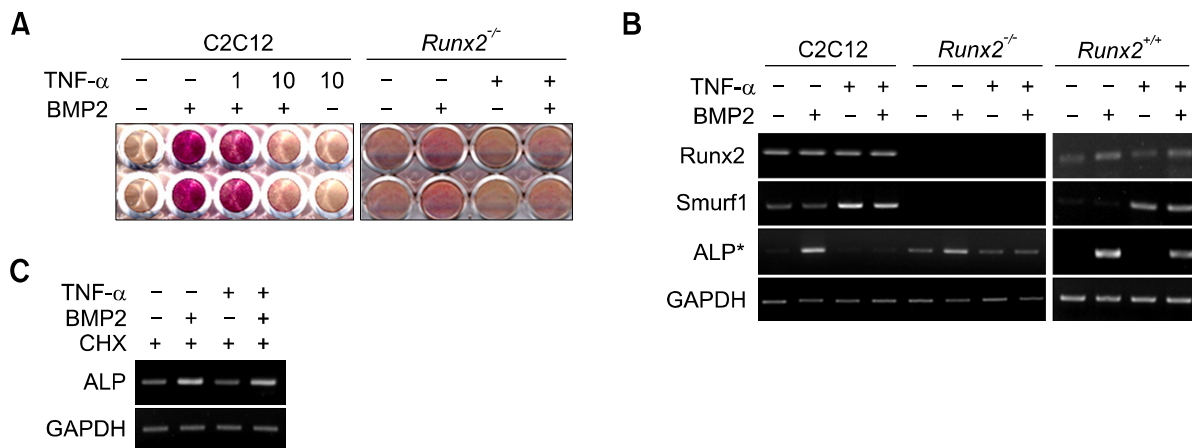 A
C2C12 Runx2-/-
TNF-α – – 1 10 10 – – + +
BMP2 – + + + – – + – +
B
C2C12 Runx2-/- Runx2+/+
TNF-α – – + + – – + + – – + +
BMP2 – + – + – + – + – + – +
Runx2
Smurf1
ALP*
GAPDH
C
TNF-α – – + +
BMP2 – + – +
CHX + + + +
ALP
GAPDH